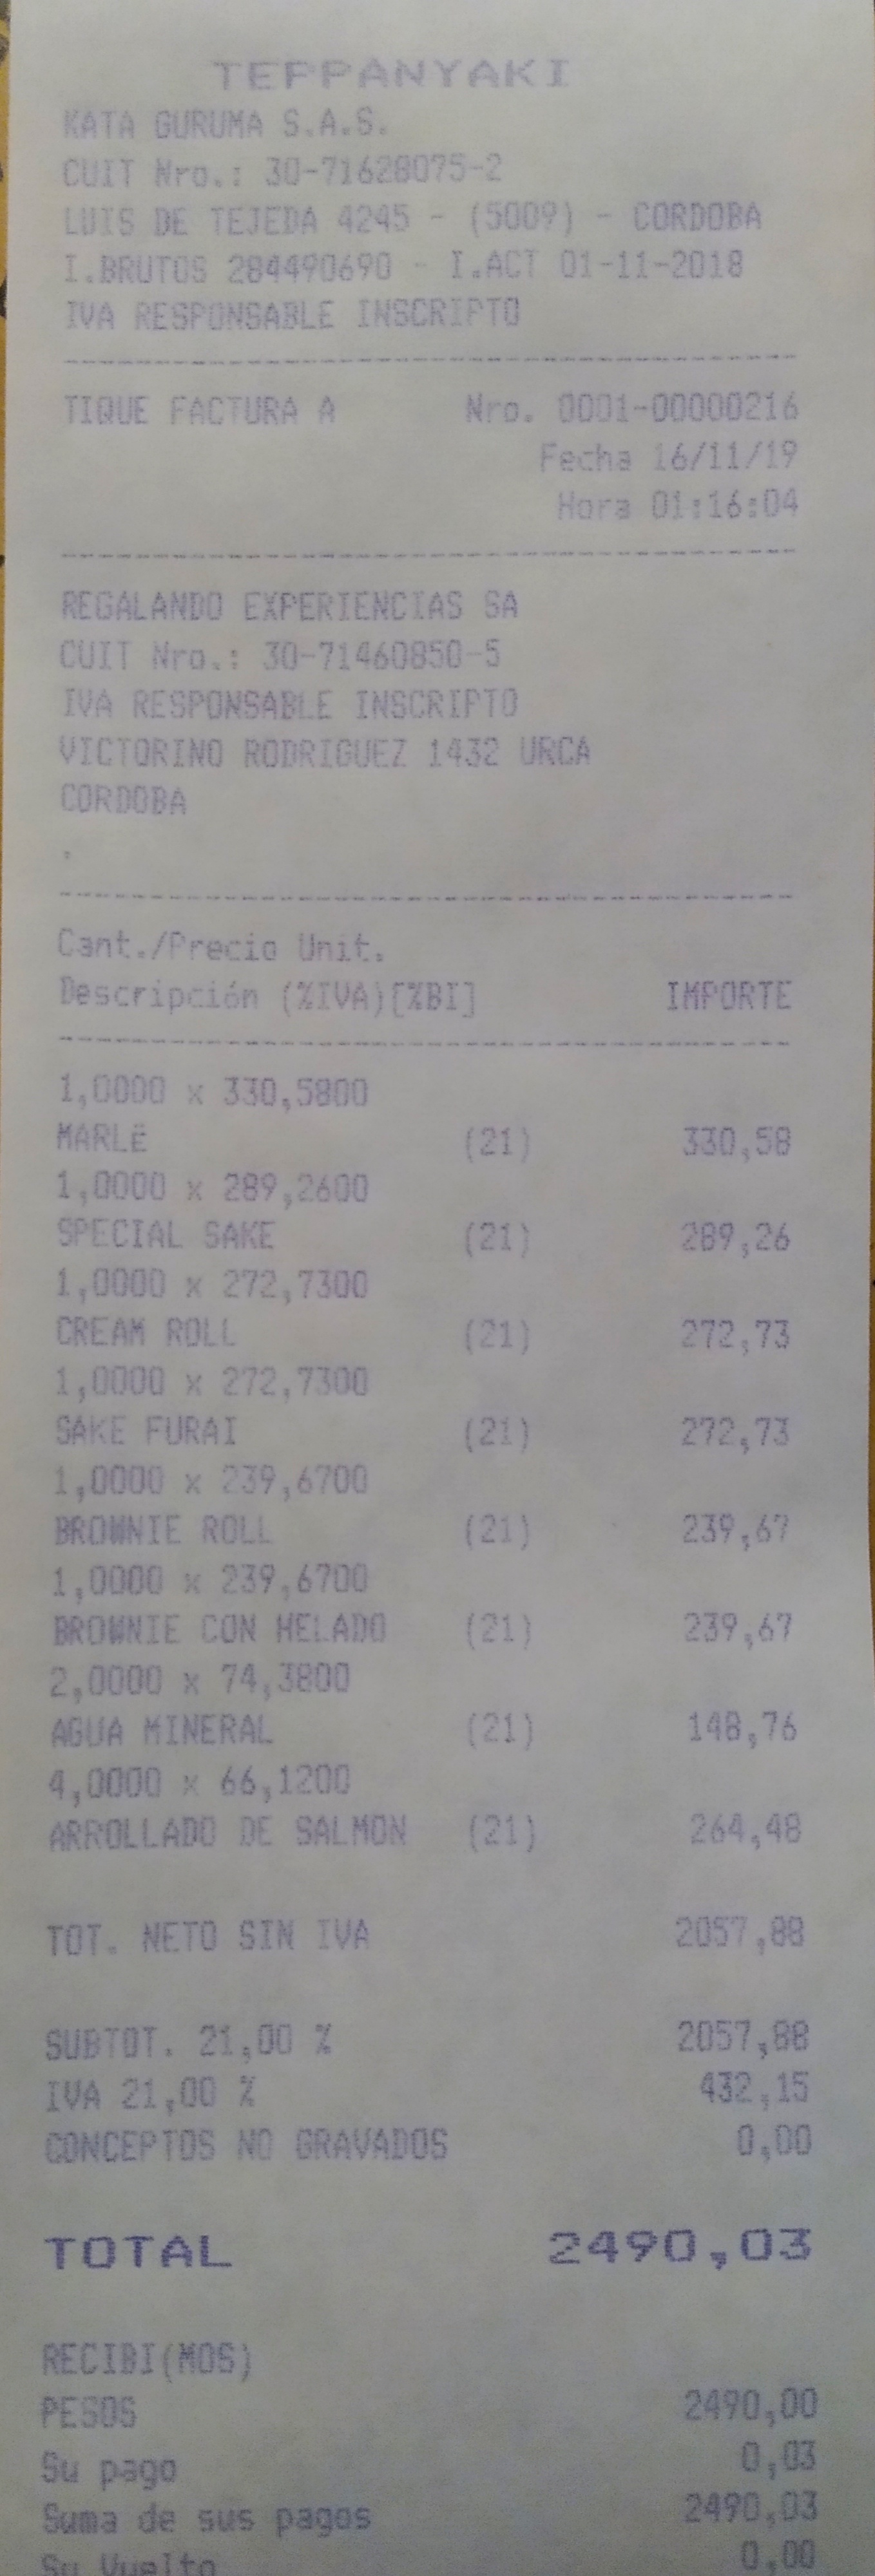 TEPPANYAKI
KATA GURUMA S.A.S.
CUIT Nro.: 30-71628075-2
LUIS DE TEJEDA 4245 - (5009) - CORDOBA
I.BRUTOS 284490690 - I.ACT 01-11-2018
IVA RESPONSABLE INSCRIPTO
TIQUE FACTURA A Nro. 0001-00000216
Fecha 16/11/19
Hora 01:16:04
REGALANDO EXPERIENCIAS SA
CUIT Nro.: 30-71460850-5
IVA RESPONSABLE INSCRIPTO
VICTORINO RODRIGUEZ 1432 URCA
CORDOBA
.
Cant./Precio Unit.
Descripción (%IVA)[%BI] IMPORTE
1,0000 x 330,5800
MARLË (21) 330,58
1,0000 x 289,2600
SPECIAL SAKE (21) 289,26
1,0000 x 272,7300
CREAM ROLL (21) 272,73
1,0000 x 272,7300
SAKE FURAI (21) 272,73
1,0000 x 239,6700
BROWNIE ROLL (21) 239,67
1,0000 x 239,6700
BROWNIE CON HELADO (21) 239,67
2,0000 x 74,3800
AGUA MINERAL (21) 148,76
4,0000 x 66,1200
ARROLLADO DE SALMON (21) 264,48
TOT. NETO SIN IVA 2057,88
SUBTOT. 21,00 % 2057,88
IVA 21,00 % 432,15
CONCEPTOS NO GRAVADOS 0,00
TOTAL 2490,03
RECIBI(MOS)
PESOS 2490,00
Su pago 0,03
Suma de sus pagos 2490,03
Su Vuelto 0,00